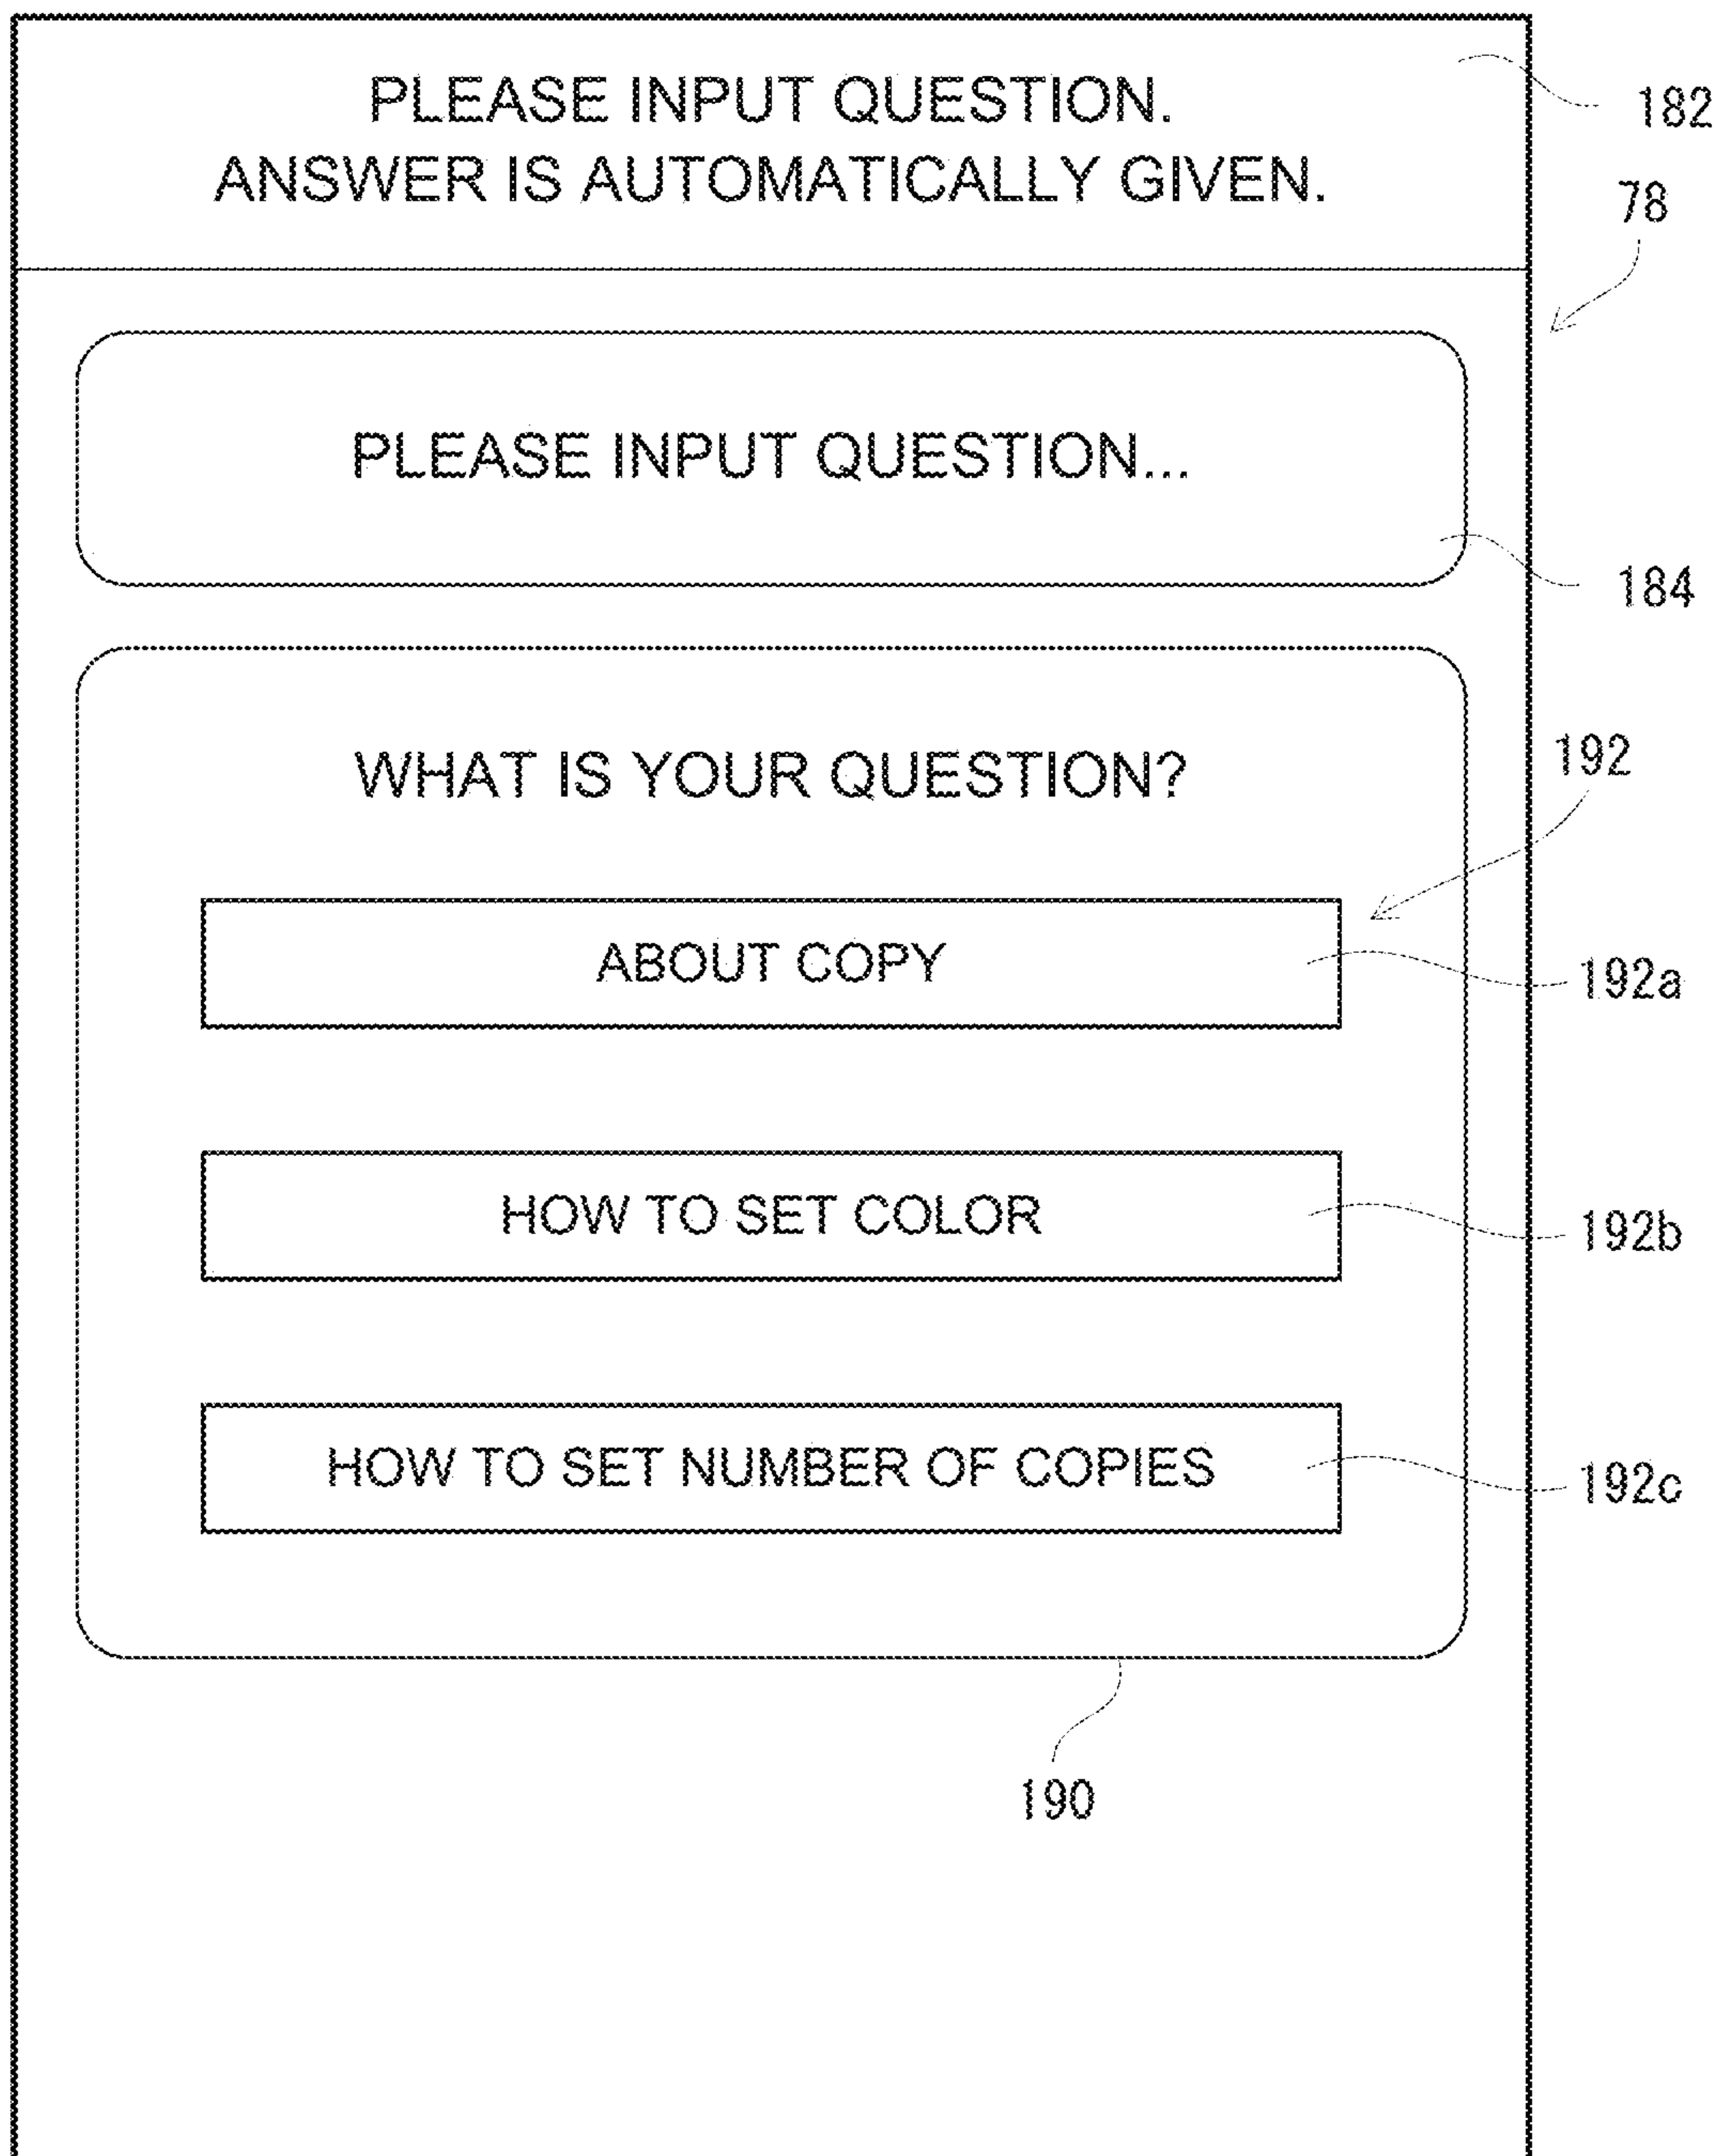 PLEASE INPUT QUESTION.
ANSWER IS AUTOMATICALLY GIVEN.
182
78
PLEASE INPUT QUESTION...
184
WHAT IS YOUR QUESTION?
192
ABOUT COPY
192a
HOW TO SET COLOR
192b
HOW TO SET NUMBER OF COPIES
192c
190